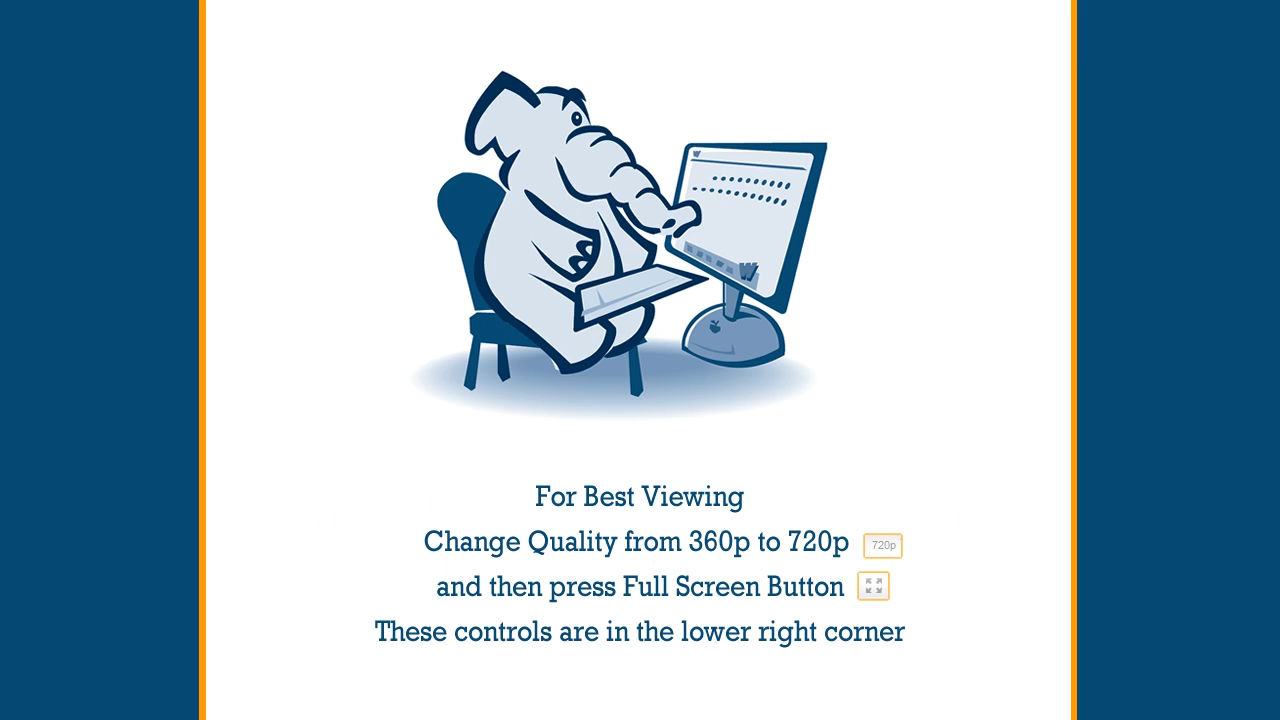 W
W
For Best Viewing
Change Quality from 360p to 720p 720p
and then press Full Screen Button
These controls are in the lower right corner